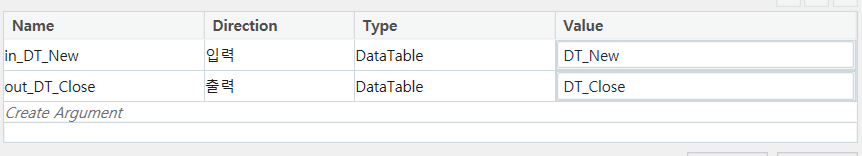 Name Direction Type Value
in_DT_New 입력 DataTable DT_New
out_DT_Close 출력 DataTable DT_Close
Create Argument